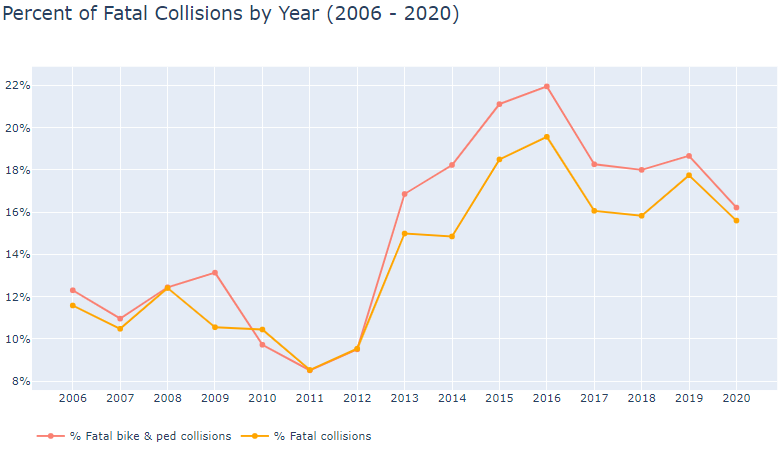 Percent of Fatal Collisions by Year (2006 - 2020)
22%
20%
18%
16%
14%
12%
10%
8%
2006 2007 2008 2009 2010 2011 2012 2013 2014 2015 2016 2017 2018 2019 2020
% Fatal bike & ped collisions % Fatal collisions